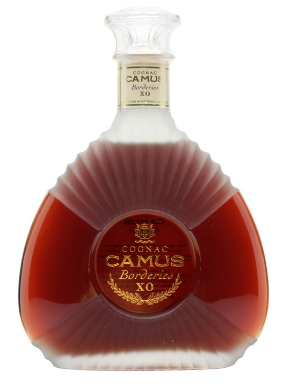 COGNAC
CAMUS
Borderies
XO
COGNAC
CAMUS
Borderies
XO